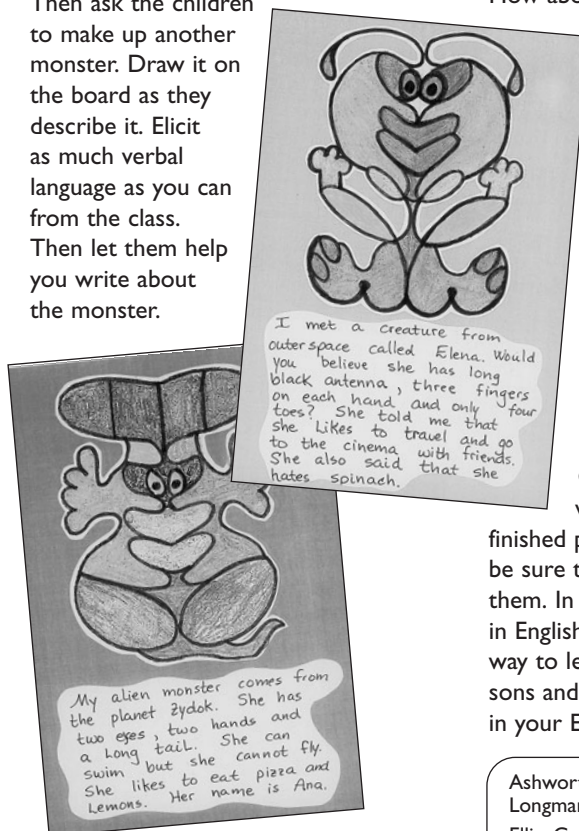 Then ask the children
to make up another
monster. Draw it on
the board as they
describe it. Elicit
as much verbal
language as you can
from the class.
Then let them help
you write about
the monster.
I met a creature from
outerspace called Elena. Would
you believe she has long
black antenna, three fingers
on each hand and only four
toes? She told me that
she likes to travel and go
to the cinema with friends.
She also said that she
hates spinach.
My alien monster comes from
the planet Zydok. She has
two eyes, two hands and
a long tail. She can
swim but she cannot fly.
She likes to eat pizza and
Lemons. Her name is Ana.
finished p
be sure t
them. In
in English
way to le
sons and
in your E
Ashwort
Longman